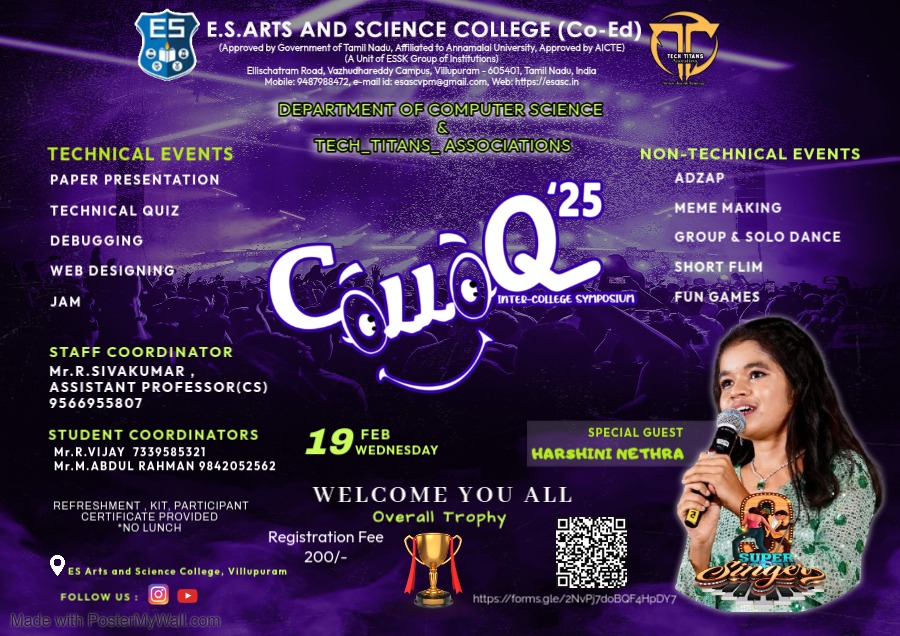 ES
E.S.ARTS AND SCIENCE COLLEGE (Co-Ed)
(Approved by Government of Tamil Nadu, Affiliated to Annamalai University, Approved by AICTE)
(A Unit of ESSK Group of Institutions)
Ellischatram Road, Vazhudhareddy Campus, Villupuram - 605401, Tamil Nadu, India
Mobile: 9487988472, e-mail id: esascvpm@gmail.com, Web: https://esasc.in
TECH TITANS
DEPARTMENT OF COMPUTER SCIENCE
&
TECH_TITANS_ ASSOCIATIONS
TECHNICAL EVENTS
PAPER PRESENTATION
TECHNICAL QUIZ
DEBUGGING
WEB DESIGNING
JAM
NON-TECHNICAL EVENTS
ADZAP
MEME MAKING
GROUP & SOLO DANCE
SHORT FLIM
FUN GAMES
ColloQ '25
INTER-COLLEGE SYMPOSIUM
STAFF COORDINATOR
Mr.R.SIVAKUMAR ,
ASSISTANT PROFESSOR(CS)
9566955807
STUDENT COORDINATORS
Mr.R.VIJAY 7339585321
Mr.M.ABDUL RAHMAN 9842052562
19 FEB
WEDNESDAY
SPECIAL GUEST
HARSHINI NETHRA
WELCOME YOU ALL
Overall Trophy
Registration Fee
200/-
REFRESHMENT , KIT, PARTICIPANT
CERTIFICATE PROVIDED
*NO LUNCH
ES Arts and Science College, Villupuram
FOLLOW US :
https://forms.gle/2NvPj7doBQF4HpDY7
SUPER
Singer
Made with PosterMyWall.com